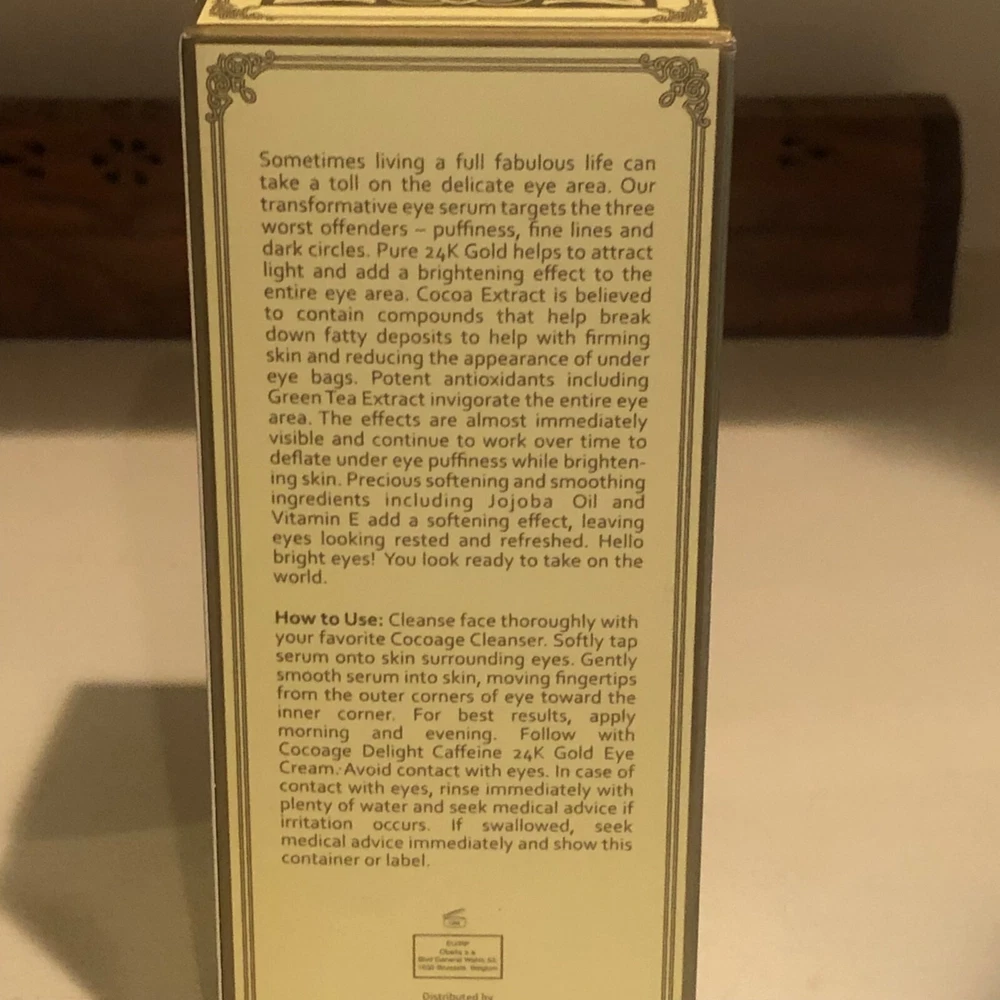 Sometimes living a full fabulous life can
take a toll on the delicate eye area. Our
transformative eye serum targets the three
worst offenders – puffiness, fine lines and
dark circles. Pure 24K Gold helps to attract
light and add a brightening effect to the
entire eye area. Cocoa Extract is believed
to contain compounds that help break
down fatty deposits to help with firming
skin and reducing the appearance of under
eye bags. Potent antioxidants including
Green Tea Extract invigorate the entire eye
area. The effects are almost immediately
visible and continue to work over time to
deflate under eye puffiness while brighten-
ing skin. Precious softening and smoothing
ingredients including Jojoba Oil and
Vitamin E add a softening effect, leaving
eyes looking rested and refreshed. Hello
bright eyes! You look ready to take on the
world.
How to Use: Cleanse face thoroughly with
your favorite Cocoage Cleanser. Softly tap
serum onto skin surrounding eyes. Gently
smooth serum into skin, moving fingertips
from the outer corners of eye toward the
inner corner. For best results, apply
morning and evening. Follow with
Cocoage Delight Caffeine 24K Gold Eye
Cream. Avoid contact with eyes. In case of
contact with eyes, rinse immediately with
plenty of water and seek medical advice if
irritation occurs. If swallowed, seek
medical advice immediately and show this
container or label.
Distributed by